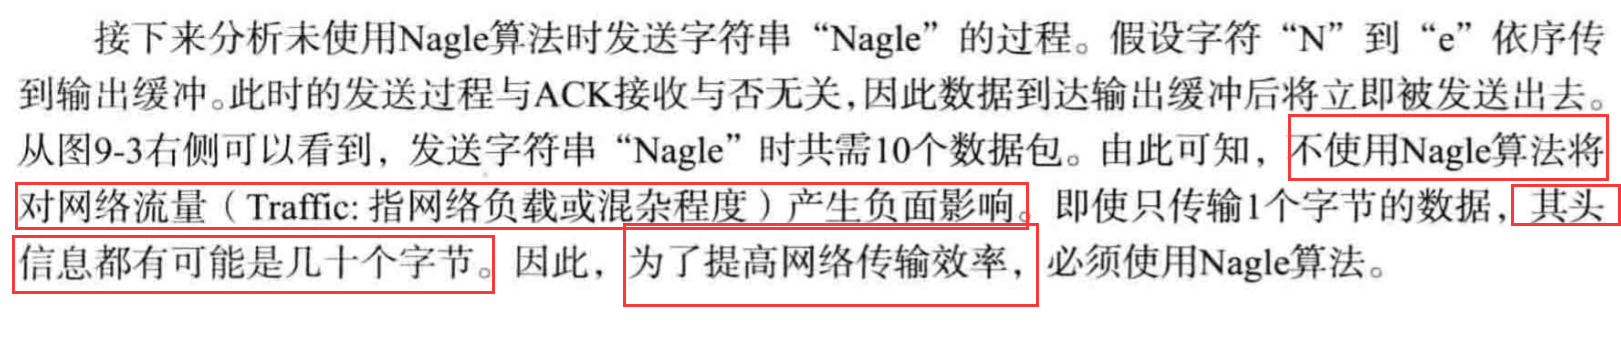 接下来分析未使用Nagle算法时发送字符串“Nagle”的过程。假设字符“N”到“e”依序传
到输出缓冲。此时的发送过程与ACK接收与否无关，因此数据到达输出缓冲后将立即被发送出去。
从图9-3右侧可以看到，发送字符串“Nagle”时共需10个数据包。由此可知，不使用Nagle算法将
对网络流量（Traffic: 指网络负载或混杂程度）产生负面影响。即使只传输1个字节的数据，其头
信息都有可能是几十个字节。因此，为了提高网络传输效率，必须使用Nagle算法。